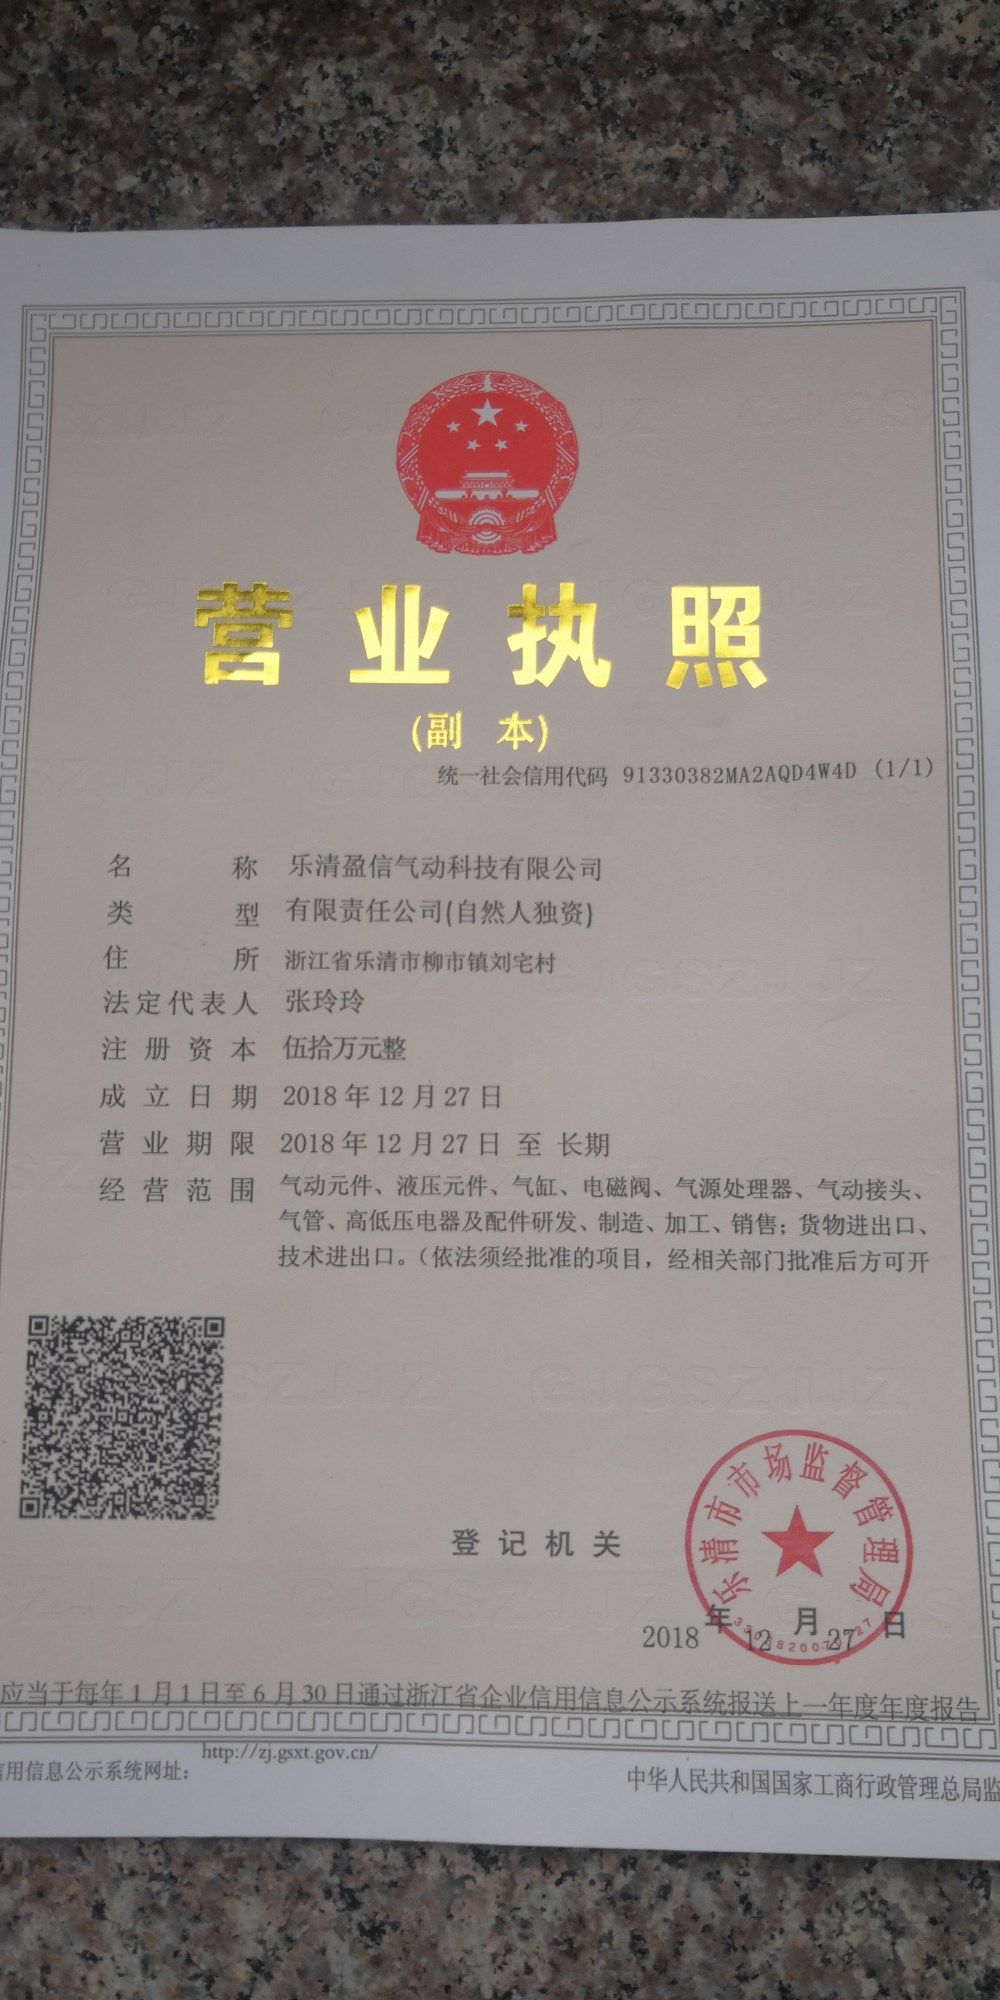 营业执照
(副 本)
统一社会信用代码 91330382MA2AQD4W4D (1/1)
名 称 乐清盈信气动科技有限公司
类 型 有限责任公司(自然人独资)
住 所 浙江省乐清市柳市镇刘宅村
法定代表人 张玲玲
注册资本 伍拾万元整
成立日期 2018年12月27日
营业期限 2018年12月27日 至 长期
经营范围 气动元件、液压元件、气缸、电磁阀、气源处理器、气动接头、
气管、高低压电器及配件研发、制造、加工、销售；货物进出口、
技术进出口。（依法须经批准的项目，经相关部门批准后方可开
乐清市市场监督管理局
登记机关
2018年12月27日
应当于每年1月1日至6月30日通过浙江省企业信用信息公示系统报送上一年度年度报告
信用信息公示系统网址：
http://zj.gsxt.gov.cn/
中华人民共和国国家工商行政管理总局监